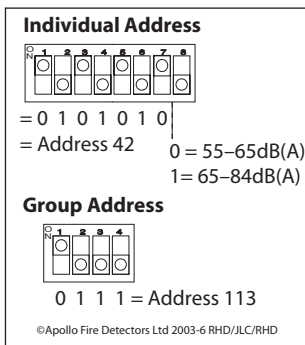 Individual Address
ON 1 2 3 4 5 6 7 8
= 0 1 0 1 0 1 0
= Address 42
0 = 55–65dB(A)
1= 65–84dB(A)
Group Address
ON 1 2 3 4
0 1 1 1 = Address 113
©Apollo Fire Detectors Ltd 2003-6 RHD/JLC/RHD